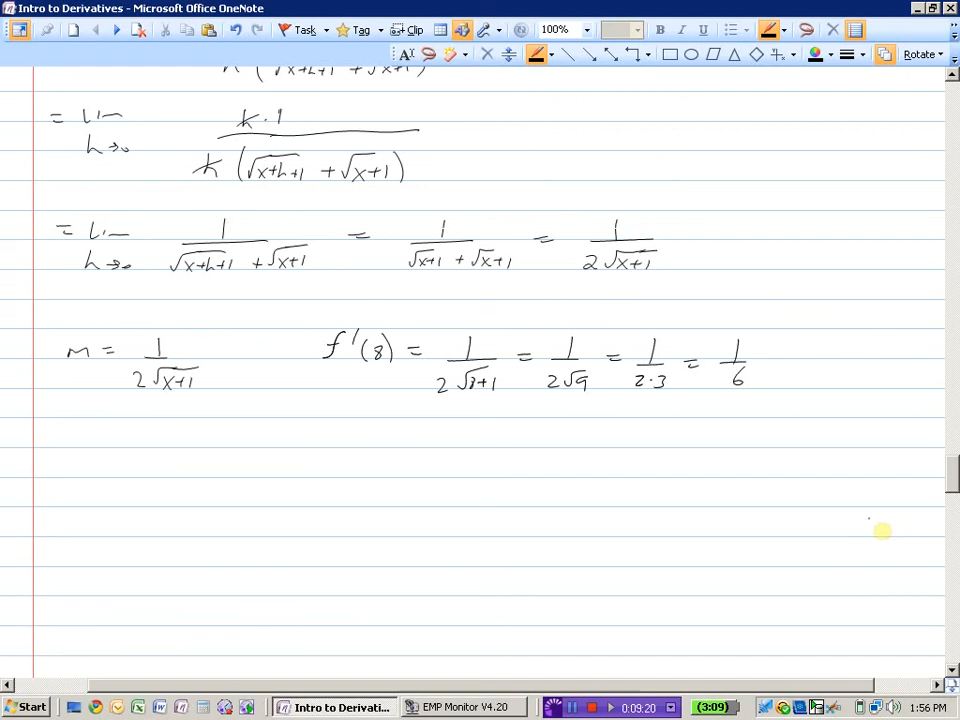 Intro to Derivatives - Microsoft Office OneNote
Task Tag Clip 100% B I U
Rotate
h (√x+h+1 + √x+1)
= lim h→0 h·1 / h (√x+h+1 + √x+1)
= lim h→0 1 / √x+h+1 + √x+1 = 1 / √x+1 + √x+1 = 1 / 2√x+1
m = 1 / 2√x+1 f'(8) = 1 / 2√8+1 = 1 / 2√9 = 1 / 2·3 = 1 / 6
Start Intro to Derivati... EMP Monitor V4.20 0:09:20 (3:09) 1:56 PM